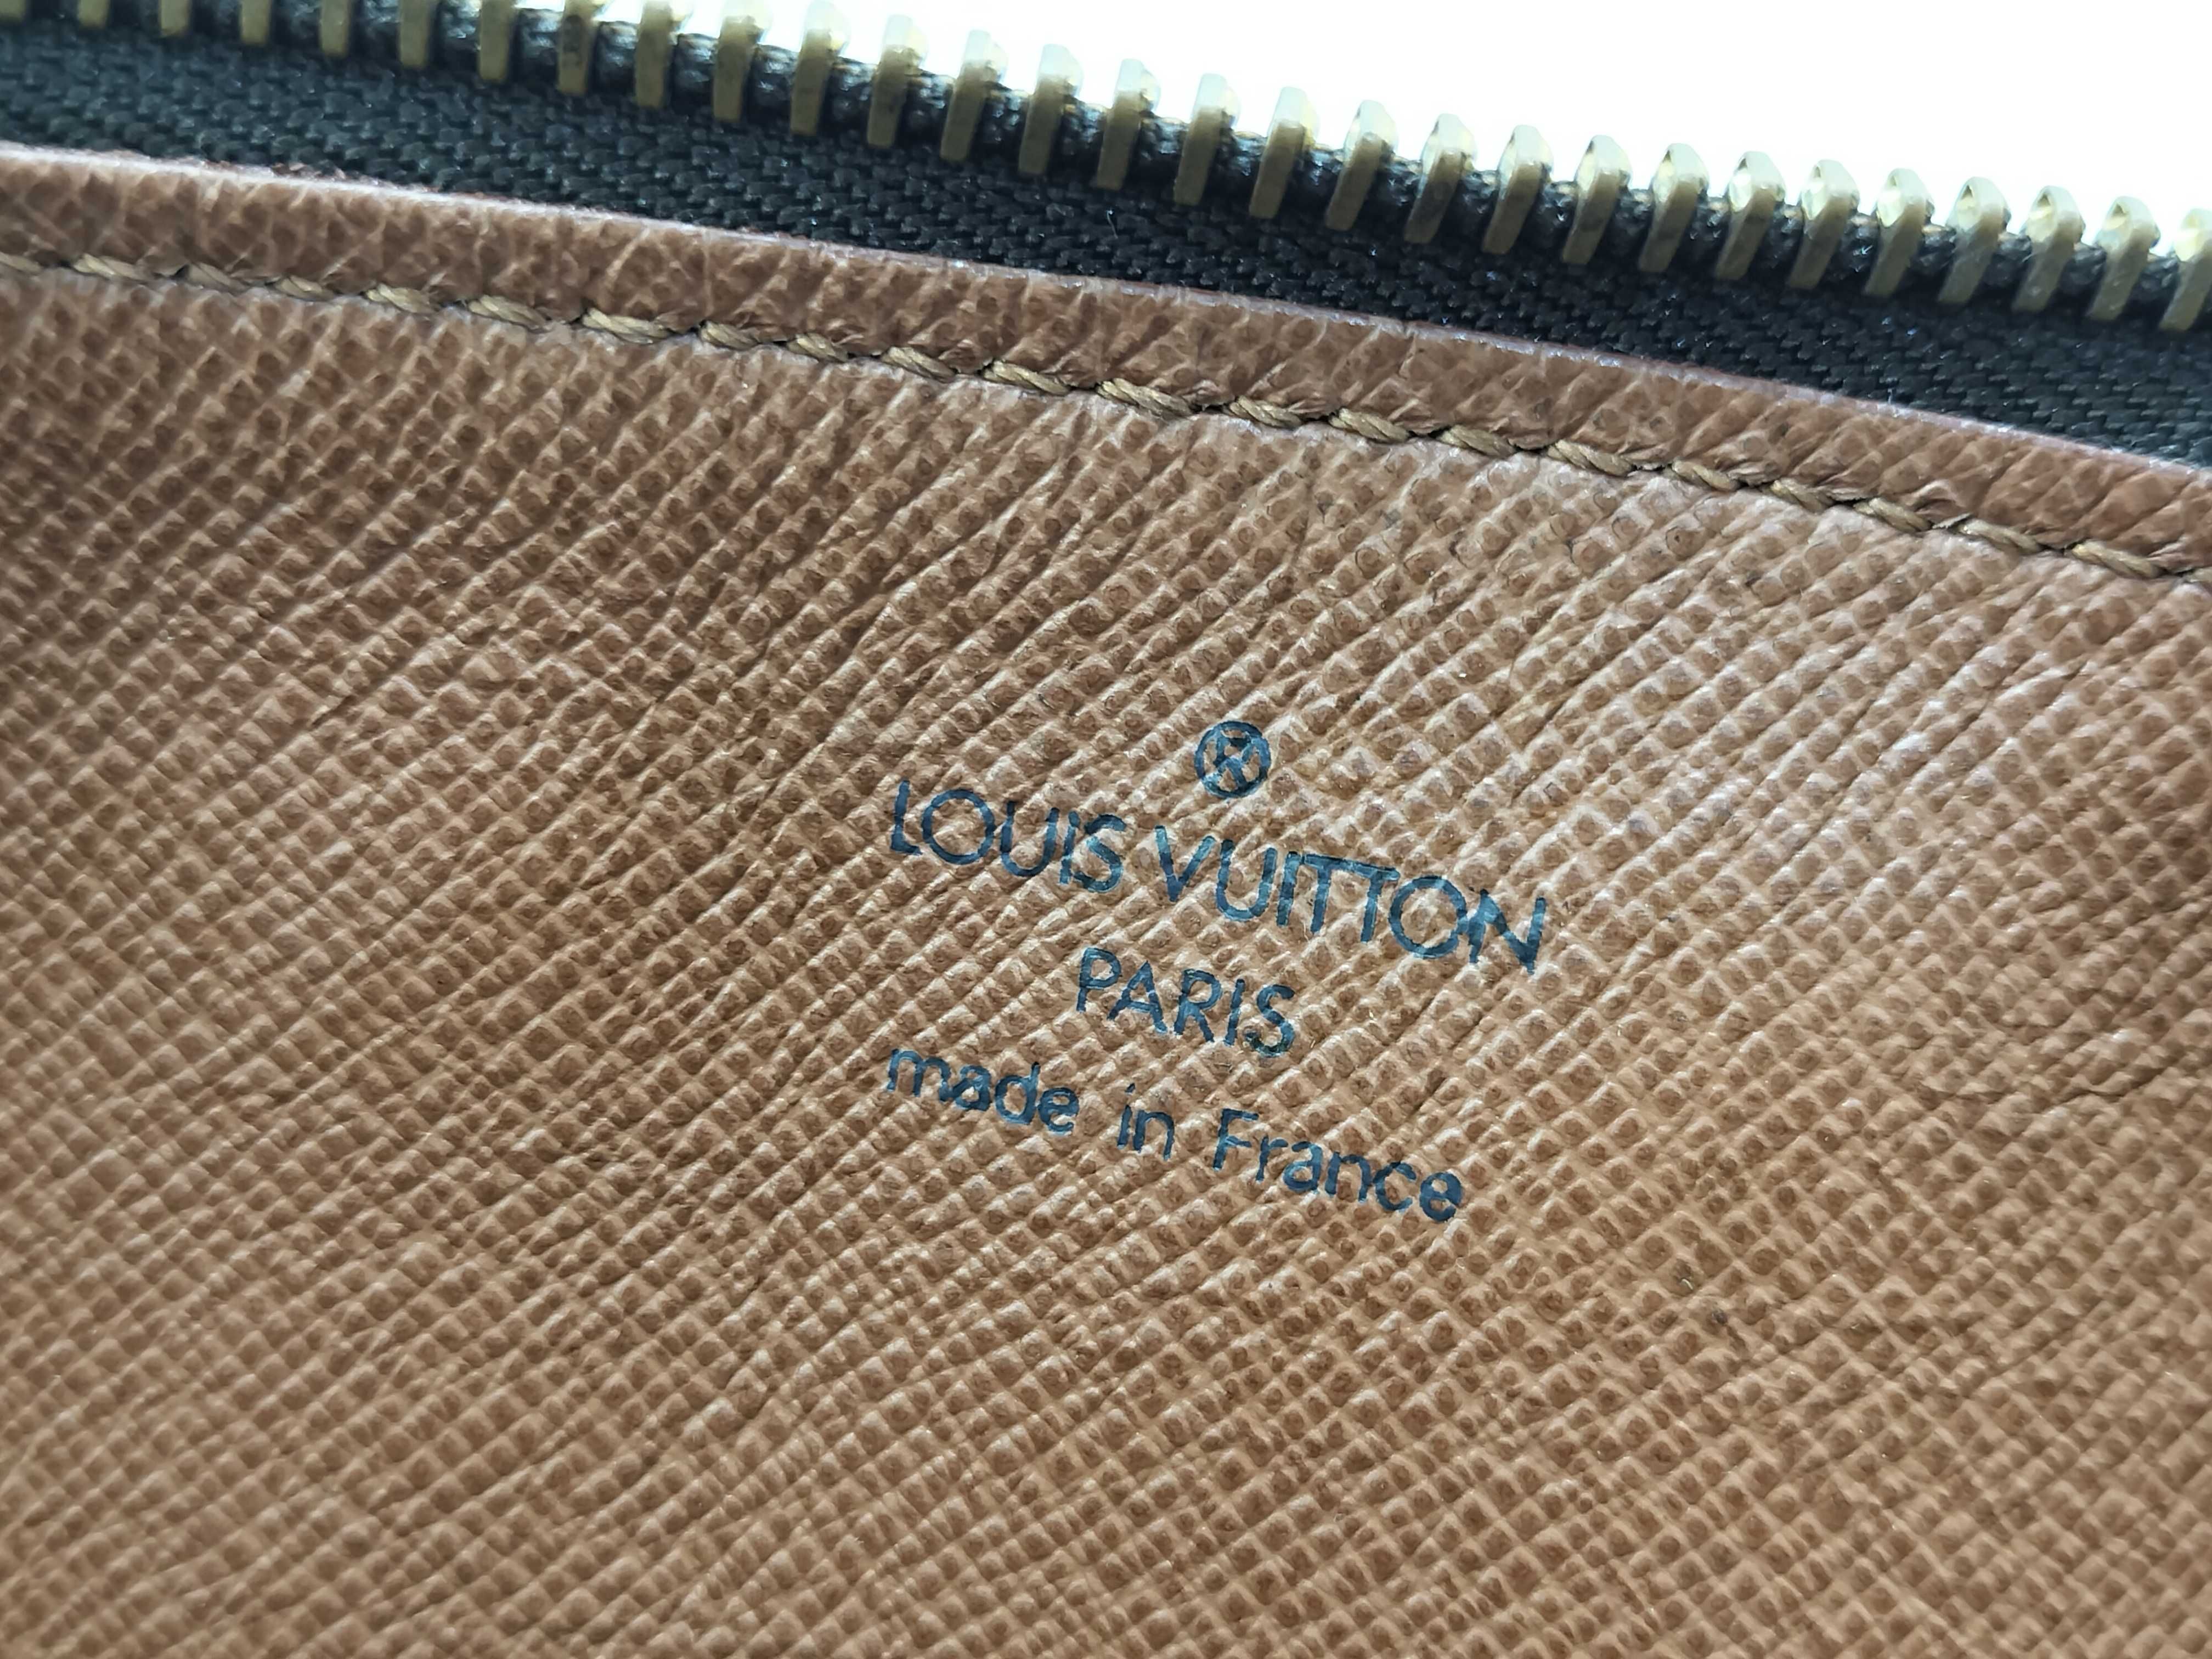 ®
LOUIS VUITTON
PARIS
made in France